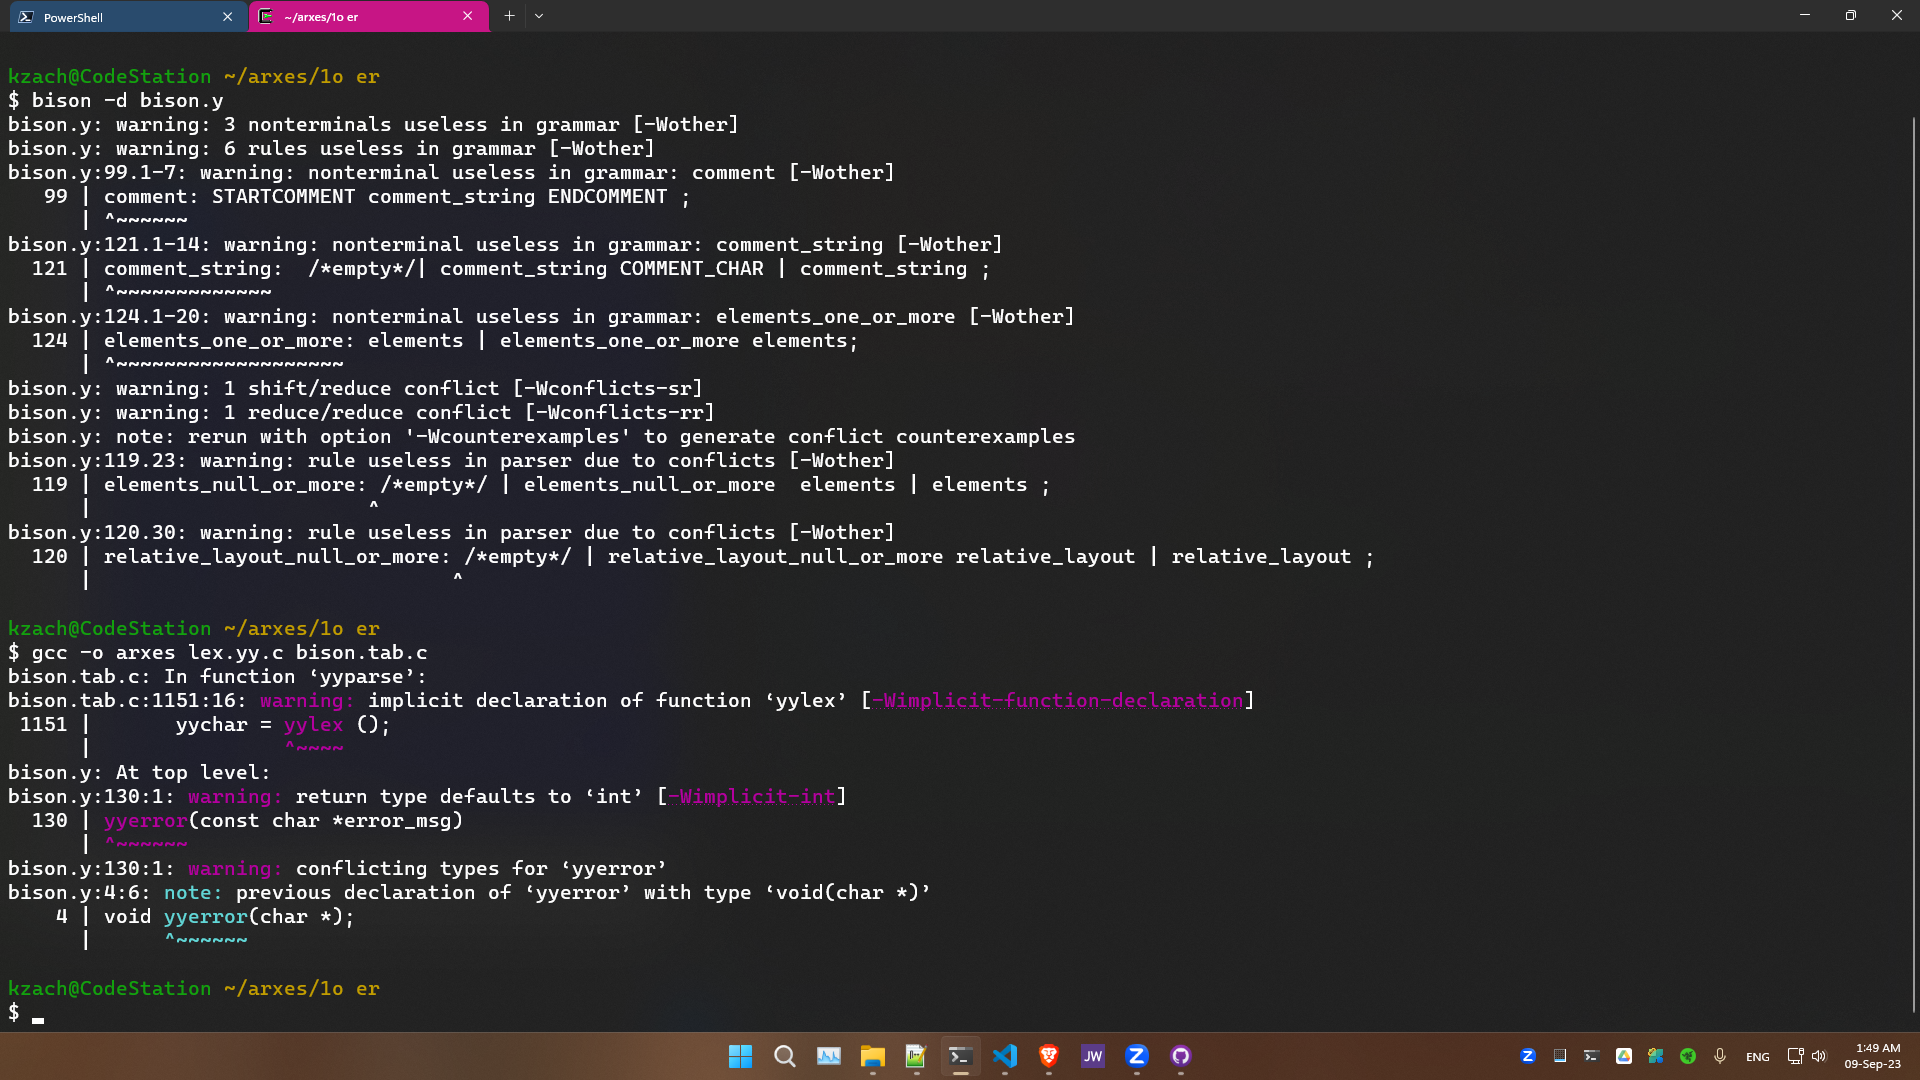 PowerShell
~/arxes/1o er
kzach@CodeStation ~/arxes/1o er
$ bison -d bison.y
bison.y: warning: 3 nonterminals useless in grammar [-Wother]
bison.y: warning: 6 rules useless in grammar [-Wother]
bison.y:99.1-7: warning: nonterminal useless in grammar: comment [-Wother]
   99 | comment: STARTCOMMENT comment_string ENDCOMMENT ;
      | ^~~~~~~
bison.y:121.1-14: warning: nonterminal useless in grammar: comment_string [-Wother]
  121 | comment_string:  /*empty*/| comment_string COMMENT_CHAR | comment_string ;
      | ^~~~~~~~~~~~~~
bison.y:124.1-20: warning: nonterminal useless in grammar: elements_one_or_more [-Wother]
  124 | elements_one_or_more: elements | elements_one_or_more elements;
      | ^~~~~~~~~~~~~~~~~~~~
bison.y: warning: 1 shift/reduce conflict [-Wconflicts-sr]
bison.y: warning: 1 reduce/reduce conflict [-Wconflicts-rr]
bison.y: note: rerun with option '-Wcounterexamples' to generate conflict counterexamples
bison.y:119.23: warning: rule useless in parser due to conflicts [-Wother]
  119 | elements_null_or_more: /*empty*/ | elements_null_or_more  elements | elements ;
      |                       ^
bison.y:120.30: warning: rule useless in parser due to conflicts [-Wother]
  120 | relative_layout_null_or_more: /*empty*/ | relative_layout_null_or_more relative_layout | relative_layout ;
      |                              ^
kzach@CodeStation ~/arxes/1o er
$ gcc -o arxes lex.yy.c bison.tab.c
bison.tab.c: In function ‘yyparse’:
bison.tab.c:1151:16: warning: implicit declaration of function ‘yylex’ [-Wimplicit-function-declaration]
 1151 |       yychar = yylex ();
      |                ^~~~~
bison.y: At top level:
bison.y:130:1: warning: return type defaults to ‘int’ [-Wimplicit-int]
  130 | yyerror(const char *error_msg)
      | ^~~~~~~
bison.y:130:1: warning: conflicting types for ‘yyerror’
bison.y:4:6: note: previous declaration of ‘yyerror’ with type ‘void(char *)’
    4 | void yyerror(char *);
      |      ^~~~~~~
kzach@CodeStation ~/arxes/1o er
$
JW
ENG
1:49 AM
09-Sep-23